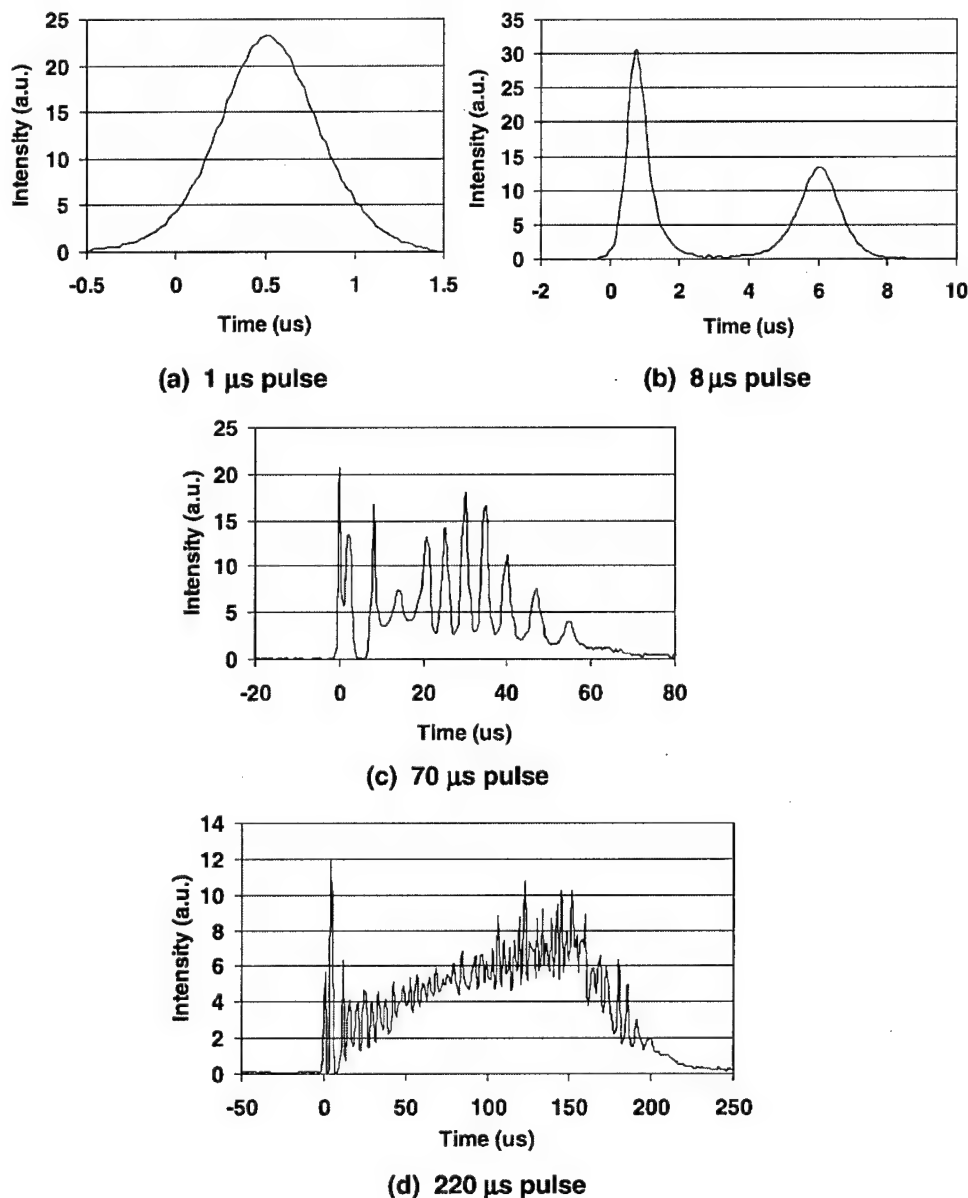 25
20
15
10
5
0
Intensity (a.u.)
-0.5 0 0.5 1 1.5
Time (us)
(a) 1 μs pulse
35
30
25
20
15
10
5
0
Intensity (a.u.)
-2 0 2 4 6 8 10
Time (us)
(b) 8 μs pulse
25
20
15
10
5
0
Intensity (a.u.)
-20 0 20 40 60 80
Time (us)
(c) 70 μs pulse
14
12
10
8
6
4
2
0
Intensity (a.u.)
-50 0 50 100 150 200 250
Time (us)
(d) 220 μs pulse